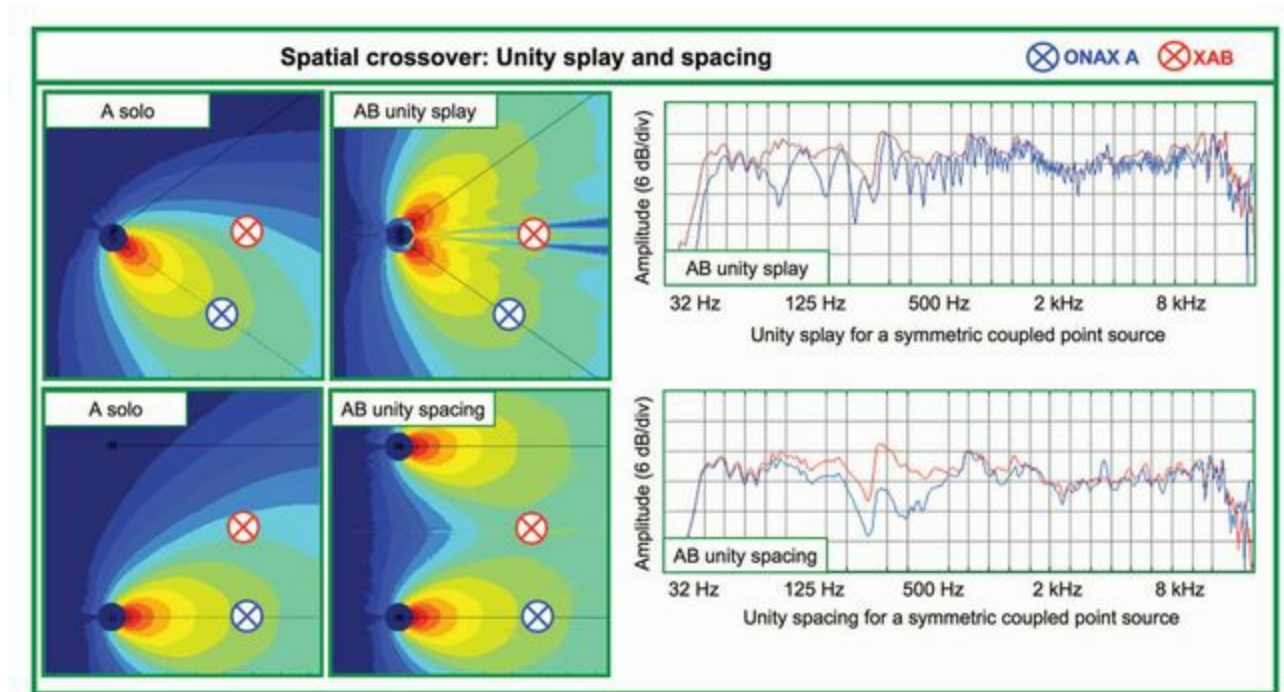 Spatial crossover: Unity splay and spacing
ONAX A
XAB
A solo
AB unity splay
Amplitude (6 dB/div)
AB unity splay
32 Hz 125 Hz 500 Hz 2 kHz 8 kHz
Unity splay for a symmetric coupled point source
A solo
AB unity spacing
Amplitude (6 dB/div)
AB unity spacing
32 Hz 125 Hz 500 Hz 2 kHz 8 kHz
Unity spacing for a symmetric coupled point source